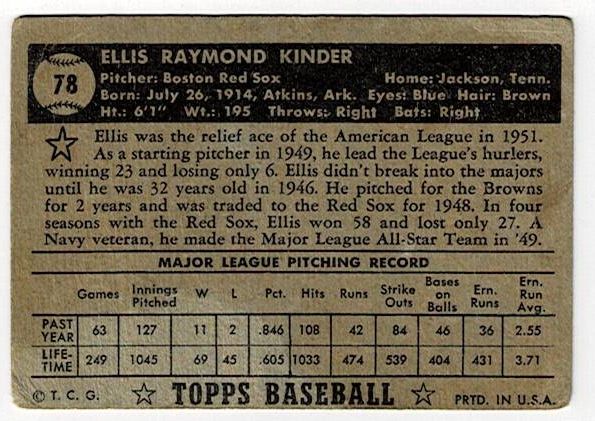 78
ELLIS RAYMOND KINDER
Pitcher: Boston Red Sox Home: Jackson, Tenn.
Born: July 26, 1914, Atkins, Ark. Eyes: Blue Hair: Brown
Ht.: 6'1" Wt.: 195 Throws: Right Bats: Right
Ellis was the relief ace of the American League in 1951.
As a starting pitcher in 1949, he lead the League's hurlers,
winning 23 and losing only 6. Ellis didn't break into the majors
until he was 32 years old in 1946. He pitched for the Browns
for 2 years and was traded to the Red Sox for 1948. In four
seasons with the Red Sox, Ellis won 58 and lost only 27. A
Navy veteran, he made the Major League All-Star Team in '49.
MAJOR LEAGUE PITCHING RECORD
Games Innings Pitched W L Pct. Hits Runs Strike Outs Bases on Balls Ern. Runs Ern. Run Avg.
PAST YEAR 63 127 11 2 .846 108 42 84 46 36 2.55
LIFE-TIME 249 1045 69 45 .605 1033 474 539 404 431 3.71
© T. C. G. ☆ TOPPS BASEBALL ☆ PRTD. IN U.S.A.